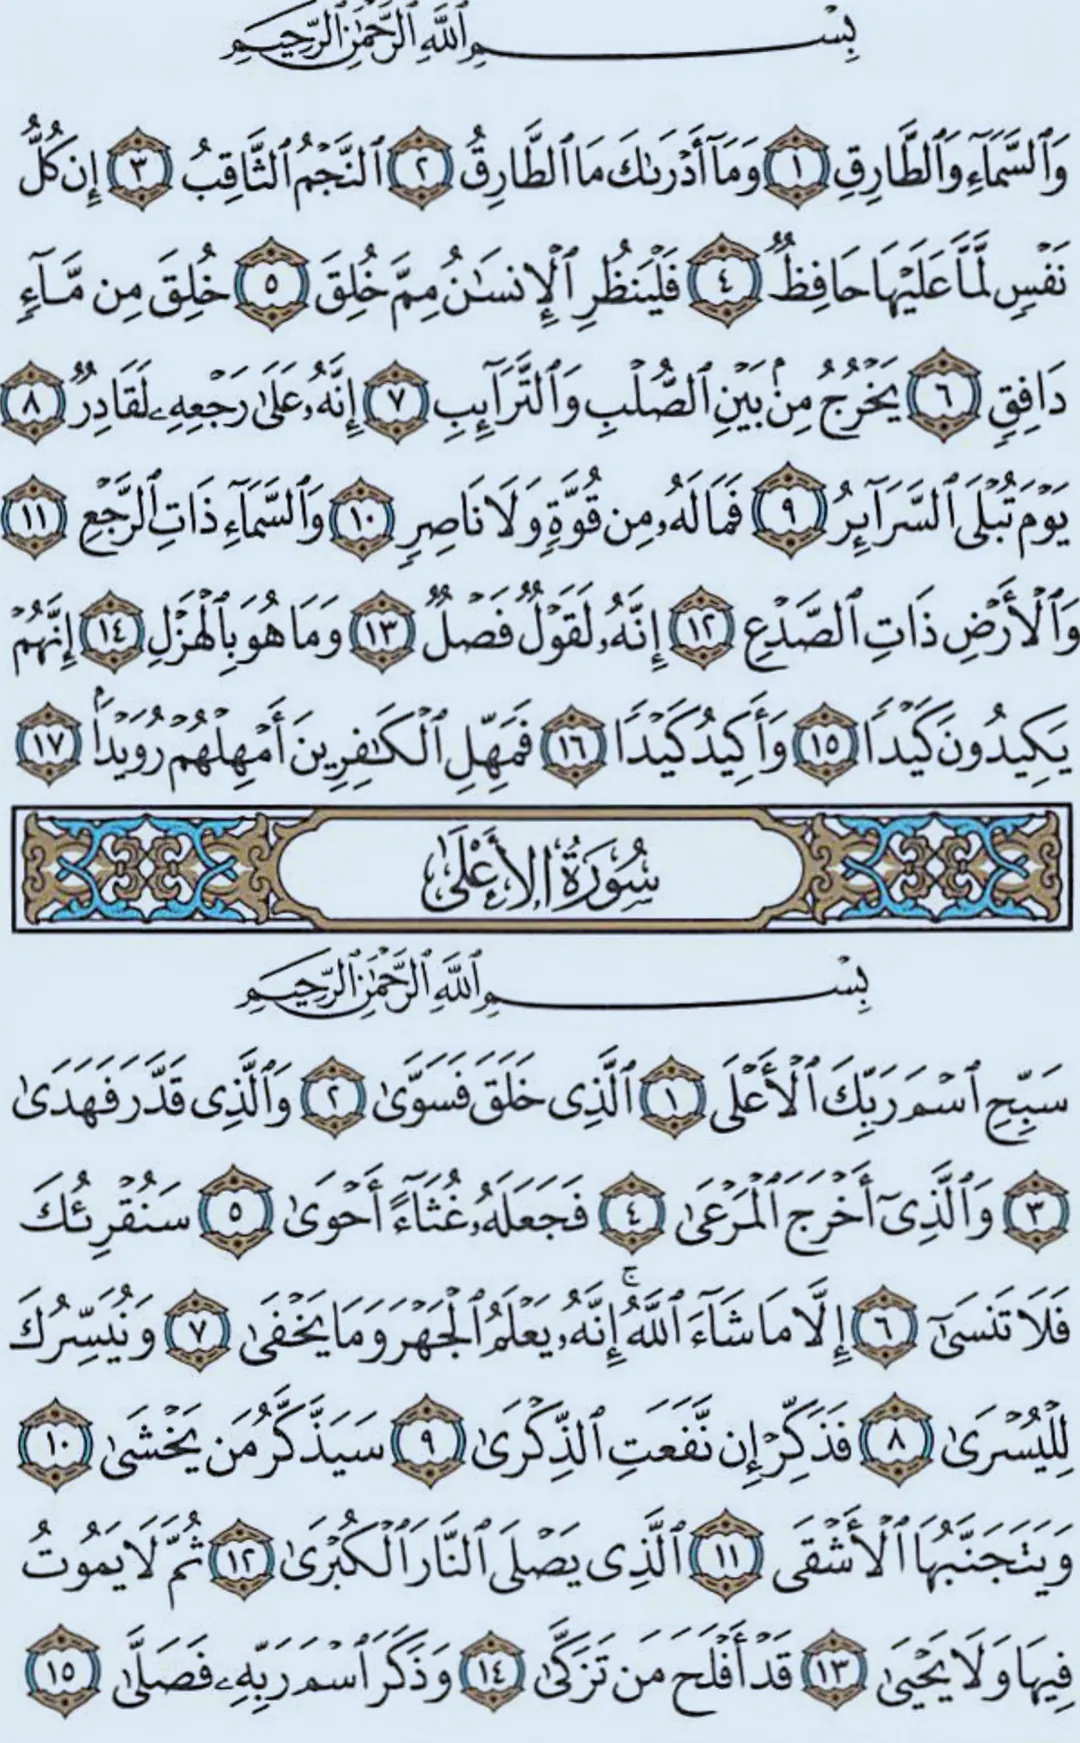 بِسْمِ ٱللَّهِ ٱلرَّحْمَٰنِ ٱلرَّحِيمِ
وَٱلسَّمَآءِ وَٱلطَّارِقِ ١ وَمَآ أَدْرَىٰكَ مَا ٱلطَّارِقُ ٢ ٱلنَّجْمُ ٱلثَّاقِبُ ٣ إِن كُلُّ
نَفْسٍ لَّمَّا عَلَيْهَا حَافِظٌ ٤ فَلْيَنظُرِ ٱلْإِنسَٰنُ مِمَّ خُلِقَ ٥ خُلِقَ مِن مَّآءٍ
دَافِقٍ ٦ يَخْرُجُ مِنۢ بَيْنِ ٱلصُّلْبِ وَٱلتَّرَآئِبِ ٧ إِنَّهُۥ عَلَىٰ رَجْعِهِۦ لَقَادِرٌ ٨
يَوْمَ تُبْلَى ٱلسَّرَآئِرُ ٩ فَمَا لَهُۥ مِن قُوَّةٍ وَلَا نَاصِرٍ ١٠ وَٱلسَّمَآءِ ذَاتِ ٱلرَّجْعِ ١١
وَٱلْأَرْضِ ذَاتِ ٱلصَّدْعِ ١٢ إِنَّهُۥ لَقَوْلٌ فَصْلٌ ١٣ وَمَا هُوَ بِٱلْهَزْلِ ١٤ إِنَّهُمْ
يَكِيدُونَ كَيْدًا ١٥ وَأَكِيدُ كَيْدًا ١٦ فَمَهِّلِ ٱلْكَٰفِرِينَ أَمْهِلْهُمْ رُوَيْدًۢا ١٧
سُورَةُ الأَعْلَىٰ
بِسْمِ ٱللَّهِ ٱلرَّحْمَٰنِ ٱلرَّحِيمِ
سَبِّحِ ٱسْمَ رَبِّكَ ٱلْأَعْلَى ١ ٱلَّذِى خَلَقَ فَسَوَّىٰ ٢ وَٱلَّذِى قَدَّرَ فَهَدَىٰ
٣ وَٱلَّذِىٓ أَخْرَجَ ٱلْمَرْعَىٰ ٤ فَجَعَلَهُۥ غُثَآءً أَحْوَىٰ ٥ سَنُقْرِئُكَ
فَلَا تَنسَىٰٓ ٦ إِلَّا مَا شَآءَ ٱللَّهُ ۚ إِنَّهُۥ يَعْلَمُ ٱلْجَهْرَ وَمَا يَخْفَىٰ ٧ وَنُيَسِّرُكَ
لِلْيُسْرَىٰ ٨ فَذَكِّرْ إِن نَّفَعَتِ ٱلذِّكْرَىٰ ٩ سَيَذَّكَّرُ مَن يَخْشَىٰ ١٠
وَيَتَجَنَّبُهَا ٱلْأَشْقَى ١١ ٱلَّذِى يَصْلَى ٱلنَّارَ ٱلْكُبْرَىٰ ١٢ ثُمَّ لَا يَمُوتُ
فِيهَا وَلَا يَحْيَىٰ ١٣ قَدْ أَفْلَحَ مَن تَزَكَّىٰ ١٤ وَذَكَرَ ٱسْمَ رَبِّهِۦ فَصَلَّىٰ ١٥